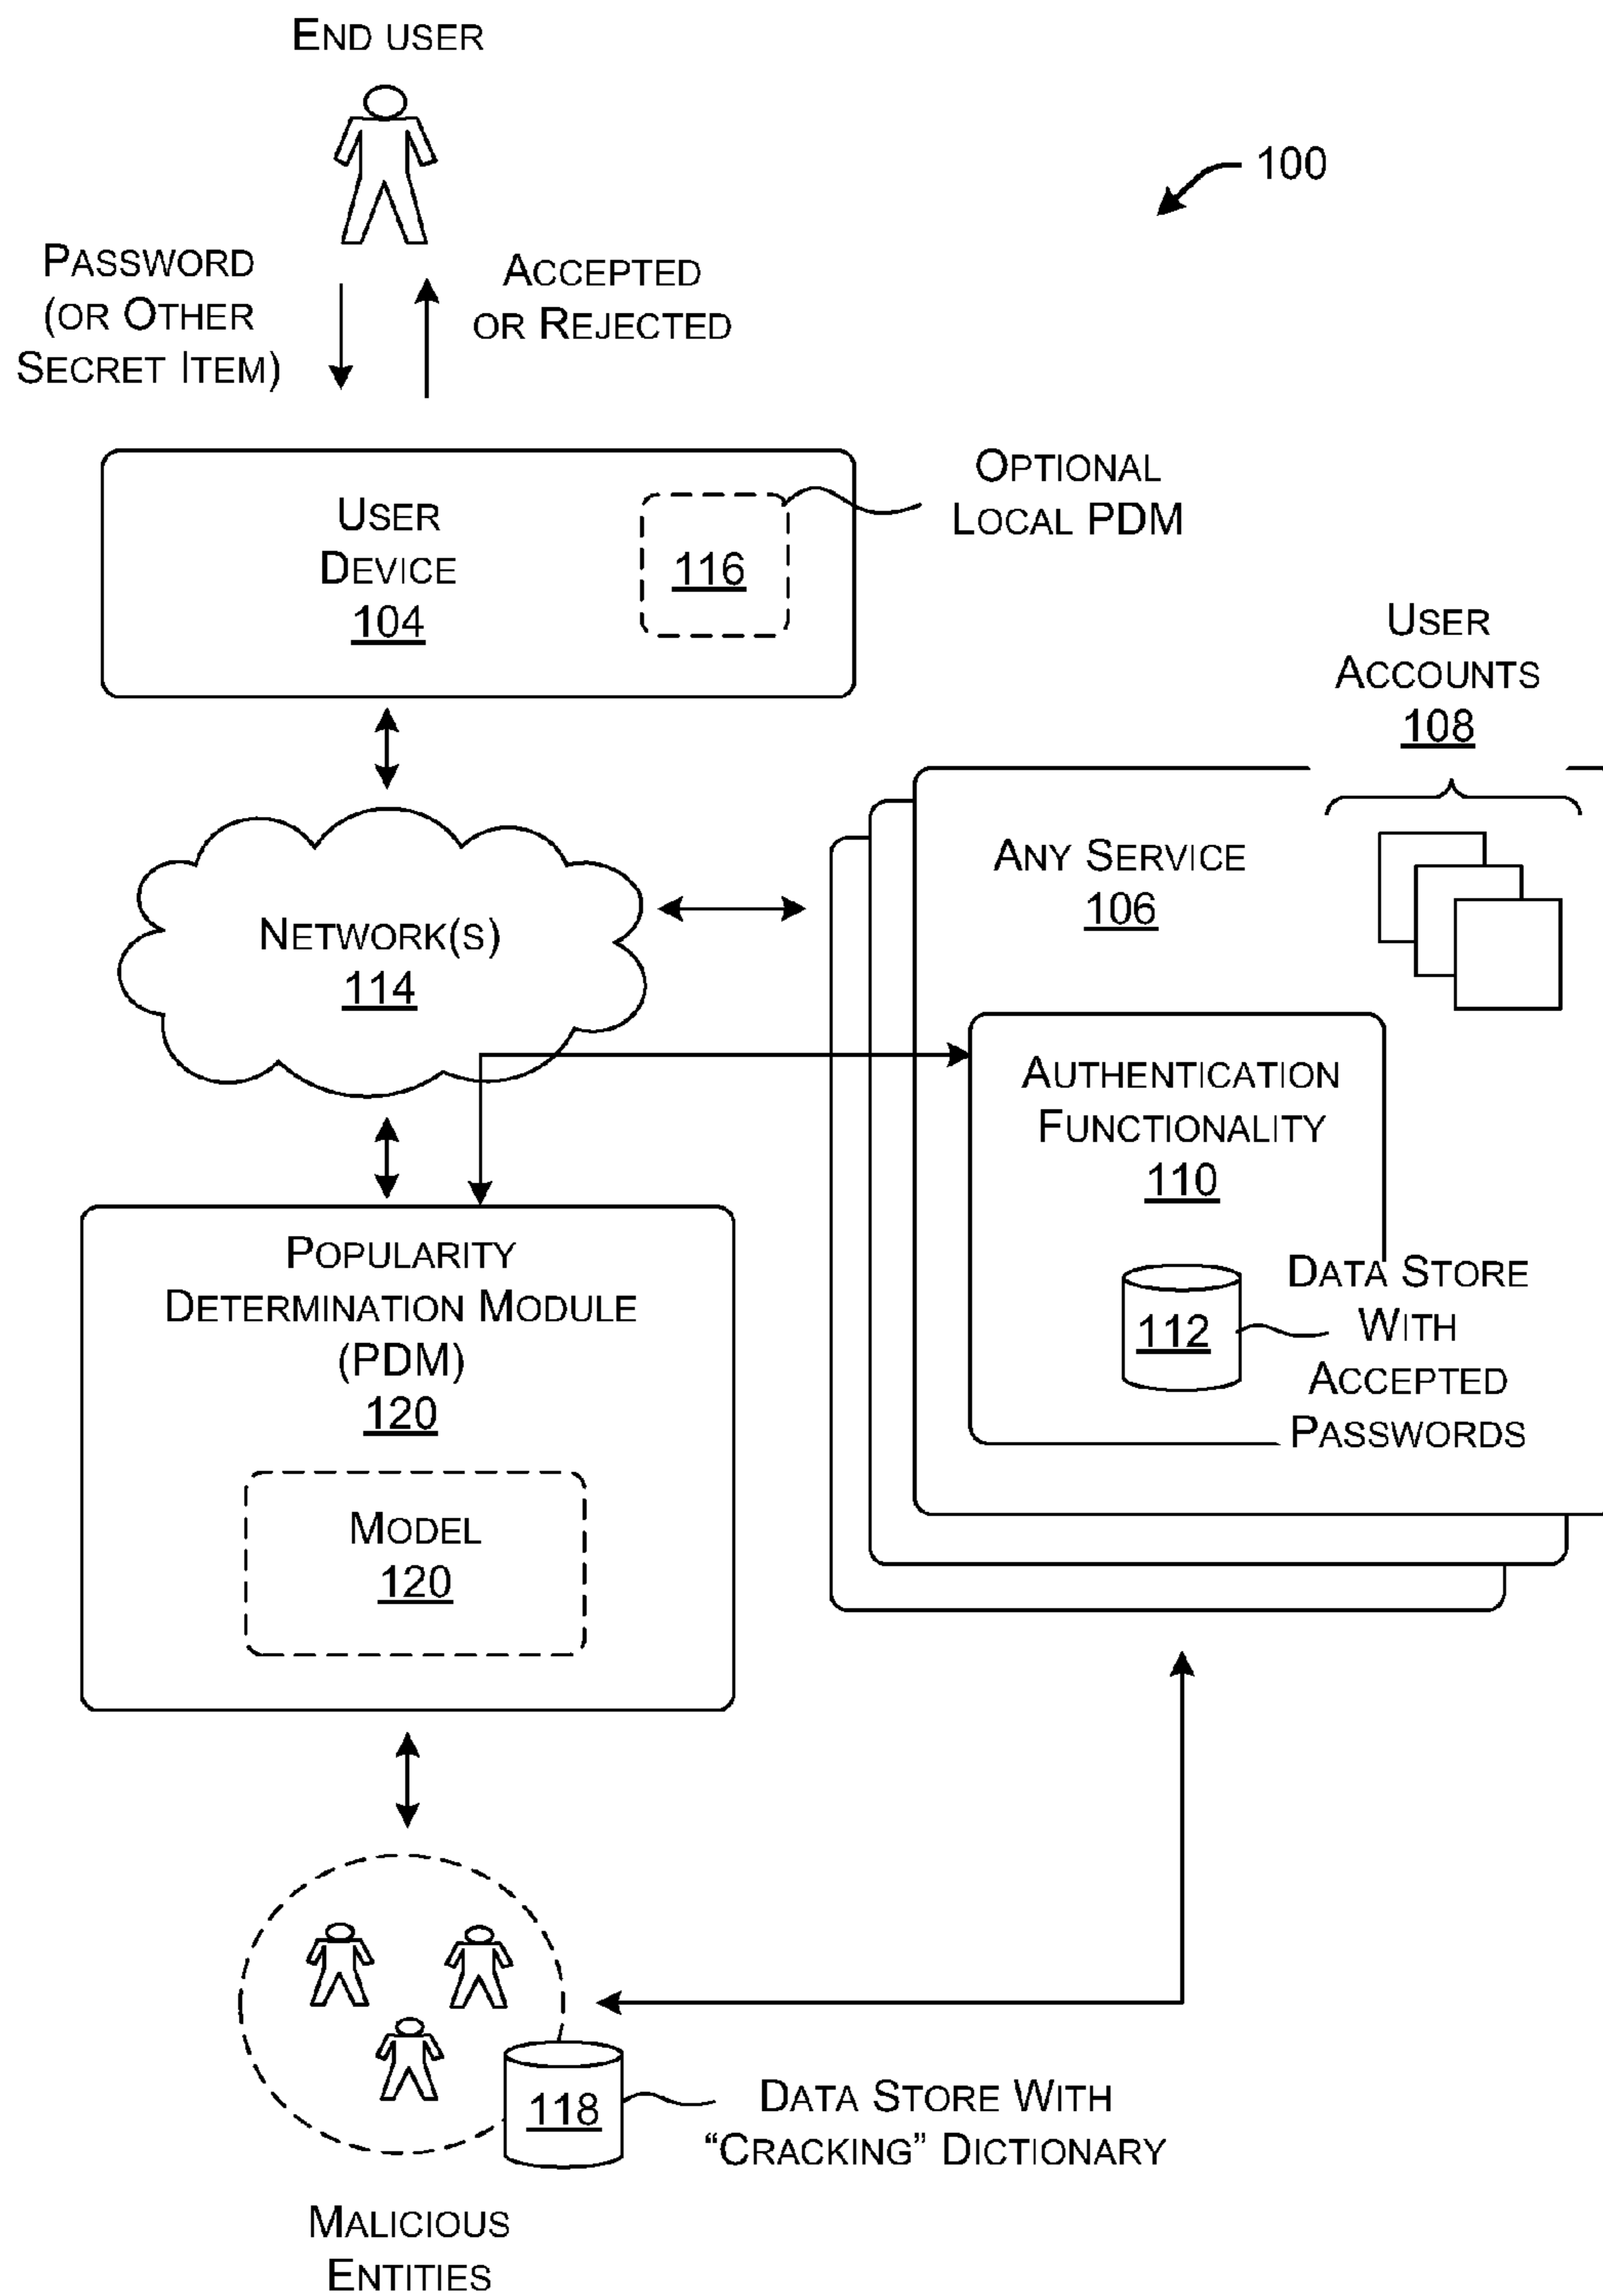 END USER
100
PASSWORD
(OR OTHER
SECRET ITEM)
ACCEPTED
OR REJECTED
USER
DEVICE
104
116
OPTIONAL
LOCAL PDM
USER
ACCOUNTS
108
ANY SERVICE
106
NETWORK(S)
114
AUTHENTICATION
FUNCTIONALITY
110
112
DATA STORE
WITH
ACCEPTED
PASSWORDS
POPULARITY
DETERMINATION MODULE
(PDM)
120
MODEL
120
118
DATA STORE WITH
“CRACKING” DICTIONARY
MALICIOUS
ENTITIES